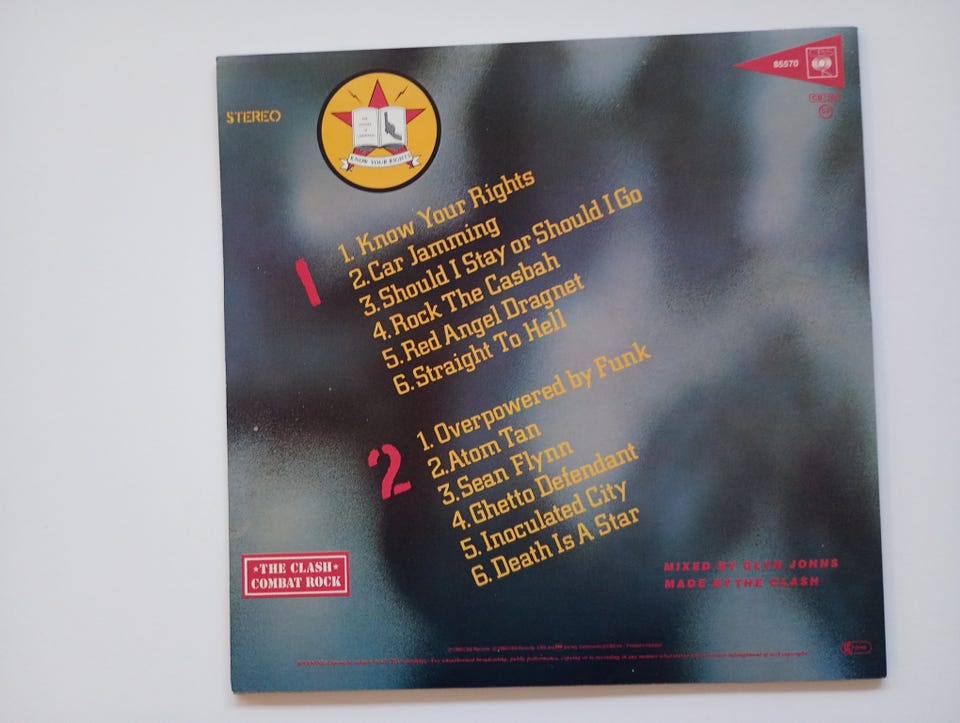 STEREO
85570
CBS
KNOW YOUR RIGHTS
1
1. Know Your Rights
2. Car Jamming
3. Should I Stay or Should I Go
4. Rock The Casbah
5. Red Angel Dragnet
6. Straight To Hell
2
1. Overpowered by Funk
2. Atom Tan
3. Sean Flynn
4. Ghetto Defendant
5. Inoculated City
6. Death Is A Star
THE CLASH
COMBAT ROCK
MIXED BY GLYN JOHNS
MADE BY THE CLASH